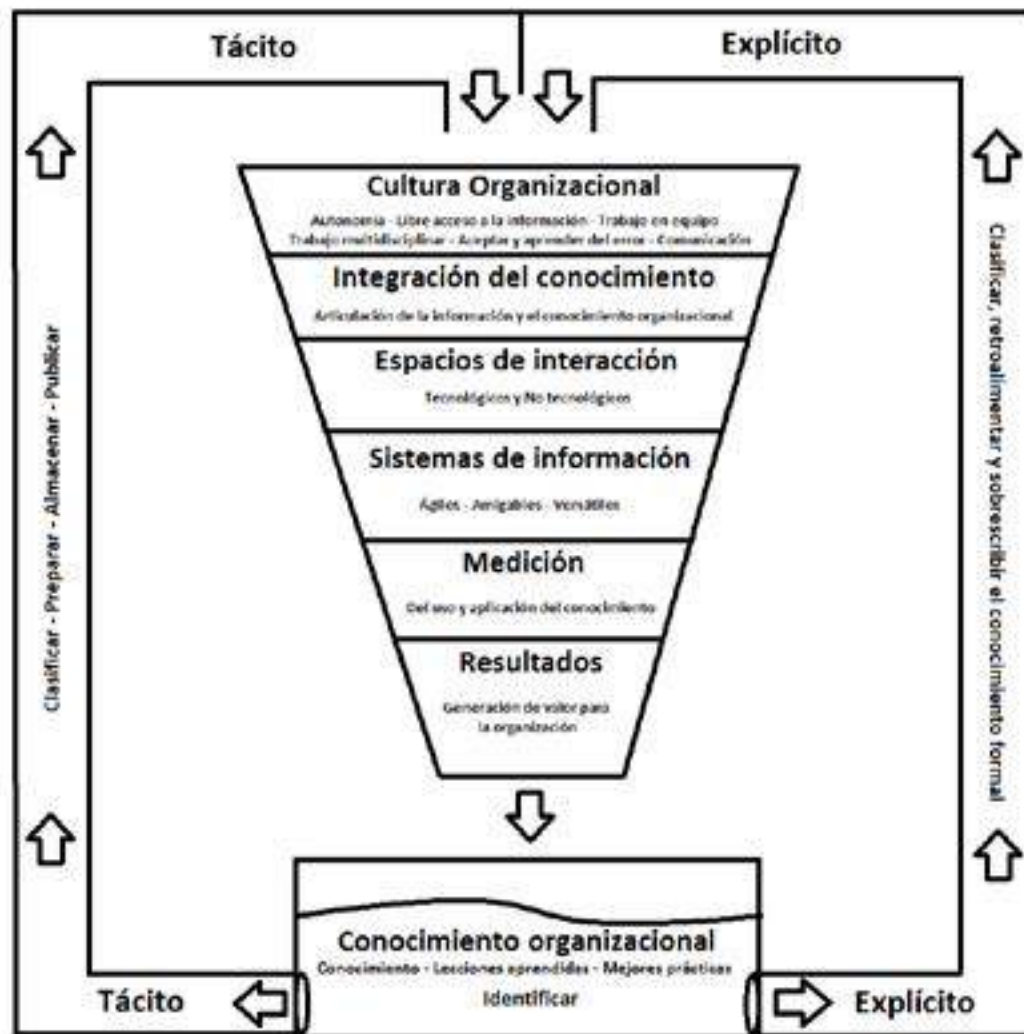 Tácito
Explícito
Cultura Organizacional
Autonomía - Libre acceso a la información - Trabajo en equipo
Trabajo multidisciplinar - Aceptar y aprender del error - Comunicación
Integración del conocimiento
Articulación de la información y el conocimiento organizacional
Espacios de interacción
Tecnológicos y No tecnológicos
Sistemas de información
Ágiles - Amigables - Versátiles
Medición
Del uso y aplicación del conocimiento
Resultados
Generación de valor para
la organización
Clasificar - Preparar - Almacenar - Publicar
Clasificar, retroalimentar y sobrescribir el conocimiento formal
Conocimiento organizacional
Conocimiento - Lecciones aprendidas - Mejores prácticas
Identificar
Tácito
Explícito